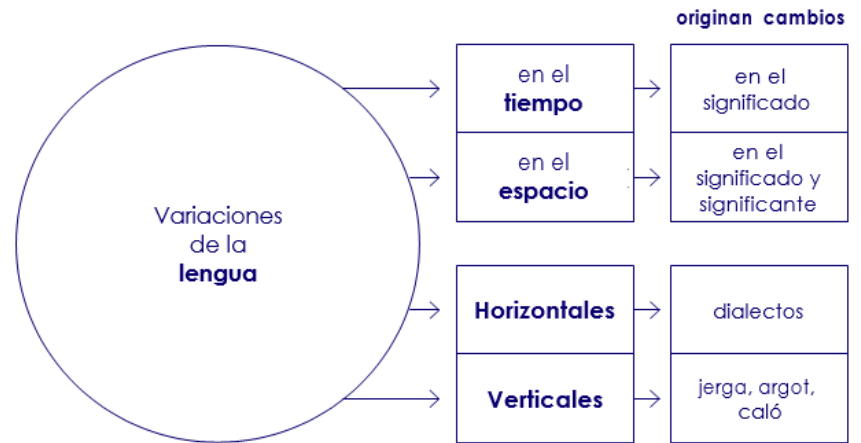 originan cambios
Variaciones
de la
lengua
en el
tiempo
en el
significado
en el
espacio
en el
significado y
significante
Horizontales
dialectos
Verticales
jerga, argot,
caló